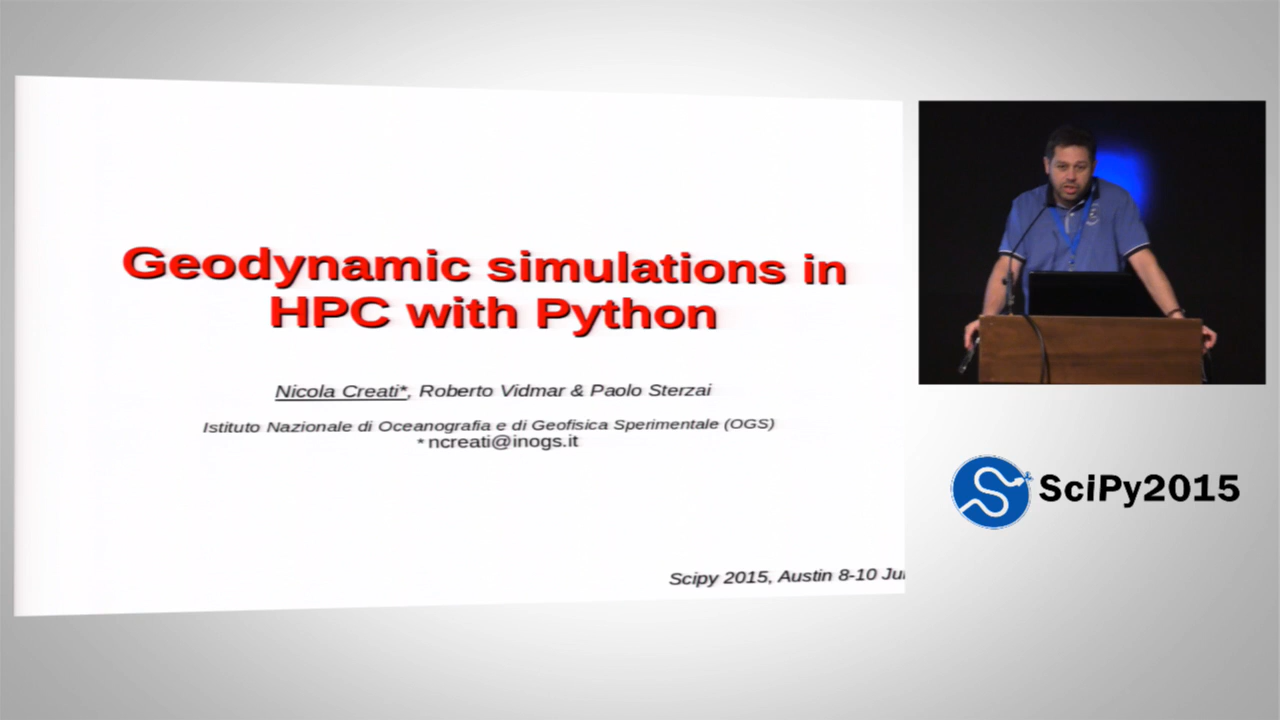 Geodynamic simulations in
HPC with Python
Nicola Creati*, Roberto Vidmar & Paolo Sterzai
Istituto Nazionale di Oceanografia e di Geofisica Sperimentale (OGS)
* ncreati@inogs.it
Scipy 2015, Austin 8-10
SciPy2015